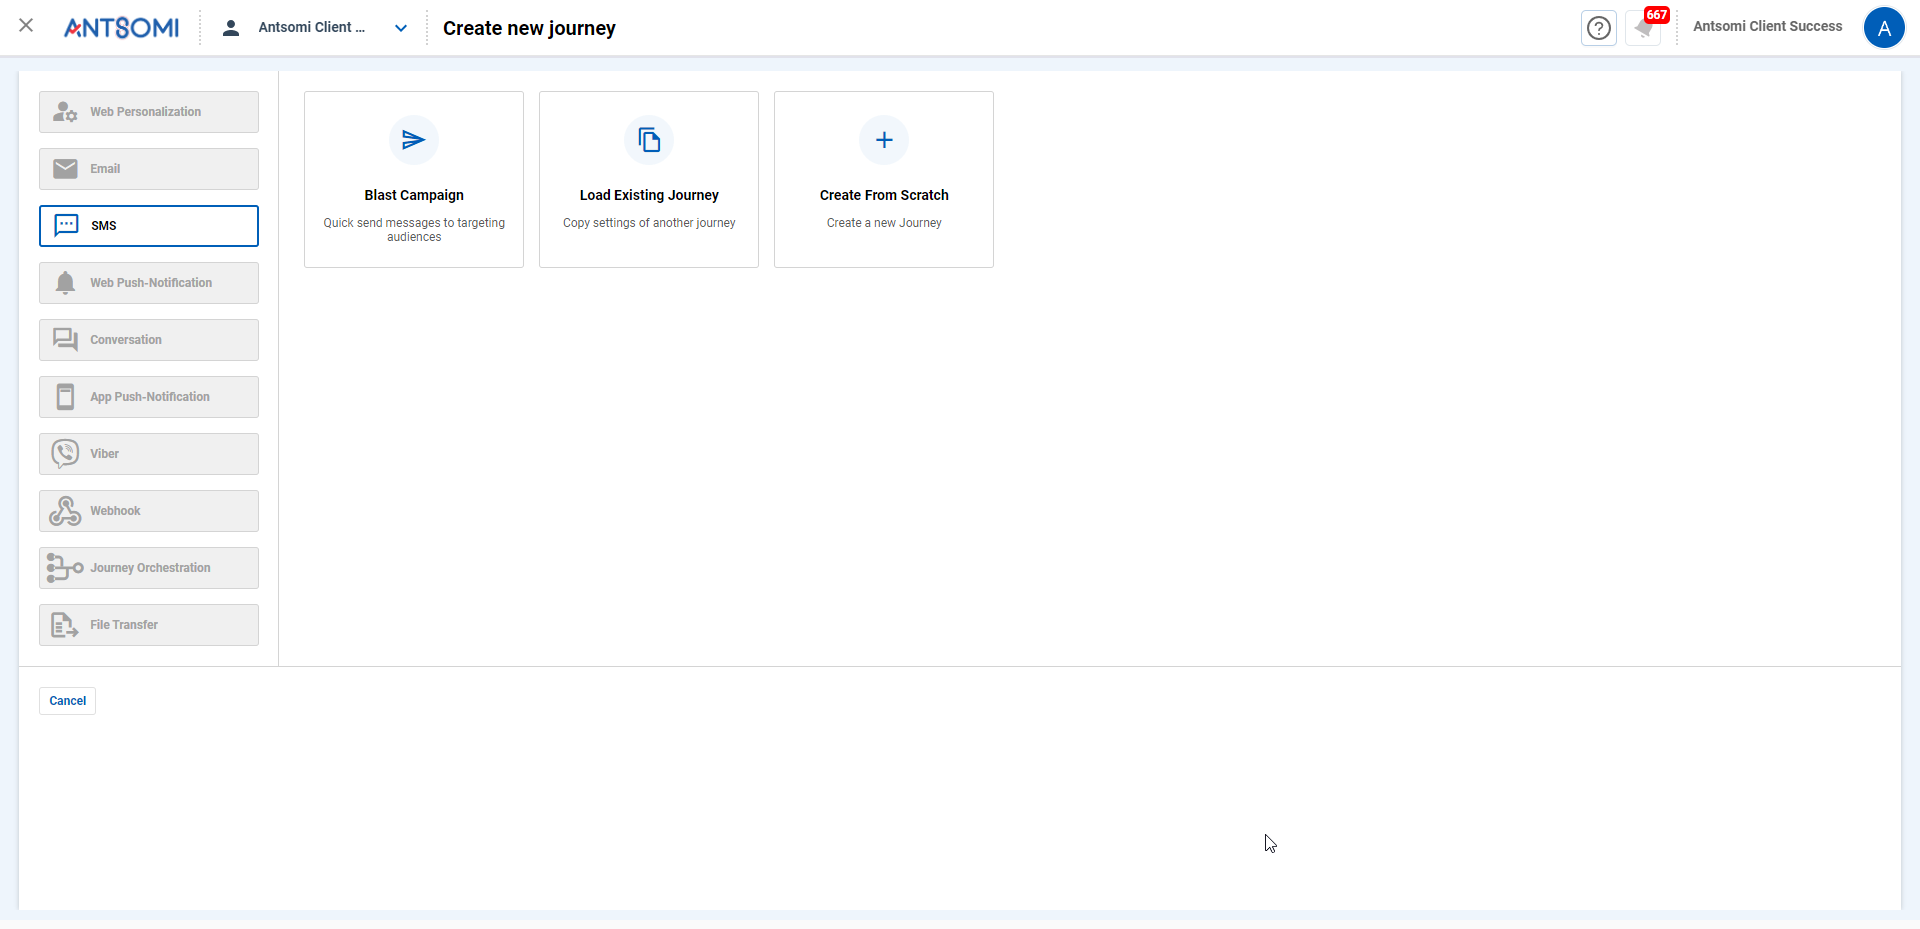 ANTSOMI
Antsomi Client ...
Create new journey
667
Antsomi Client Success
A
Web Personalization
Email
SMS
Web Push-Notification
Conversation
App Push-Notification
Viber
Webhook
Journey Orchestration
File Transfer
Blast Campaign
Quick send messages to targeting
audiences
Load Existing Journey
Copy settings of another journey
Create From Scratch
Create a new Journey
Cancel